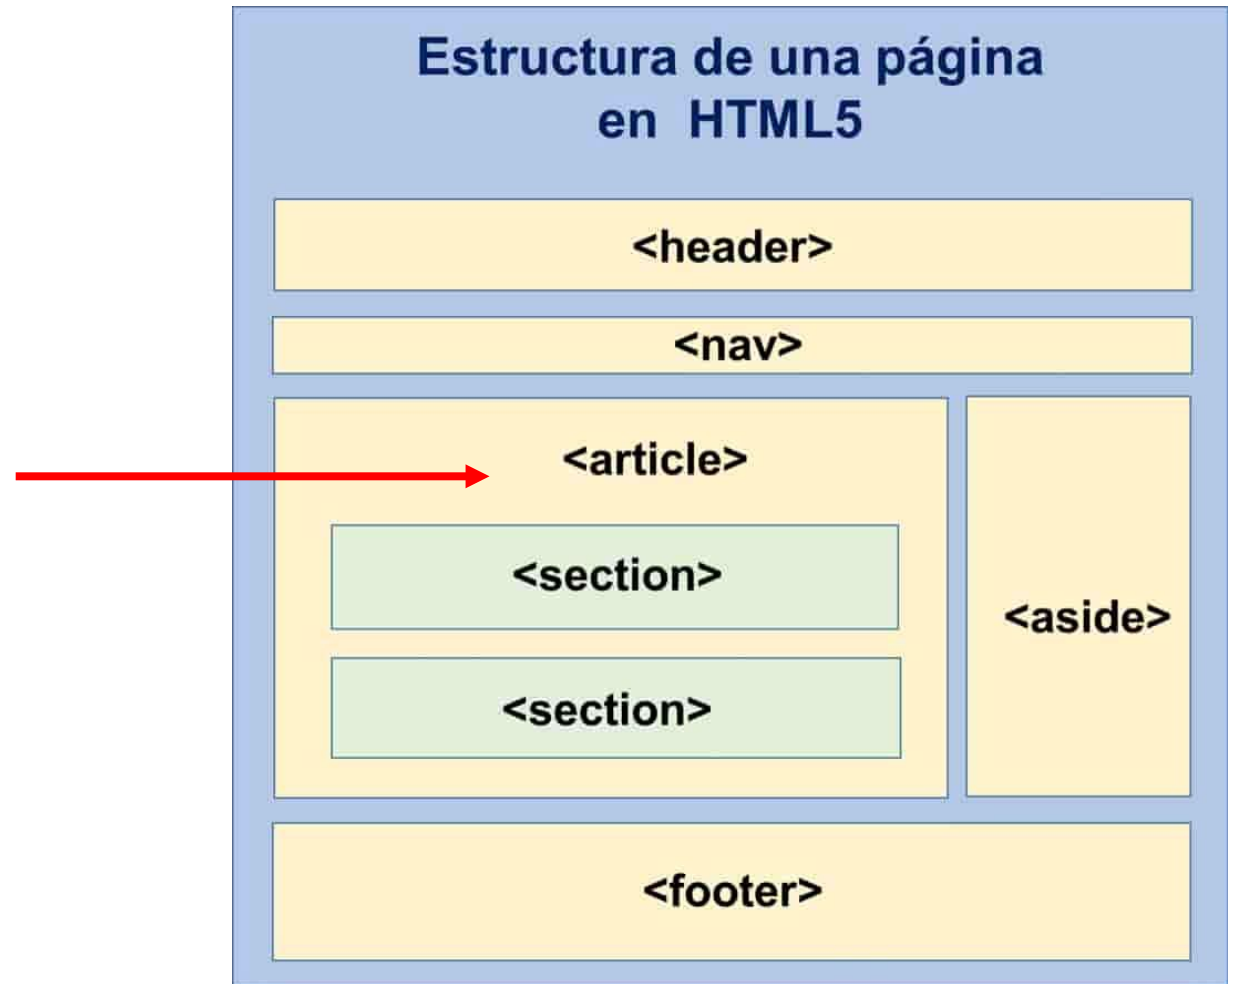 Estructura de una página
en HTML5
<header>
<nav>
<article>
<section>
<section>
<aside>
<footer>